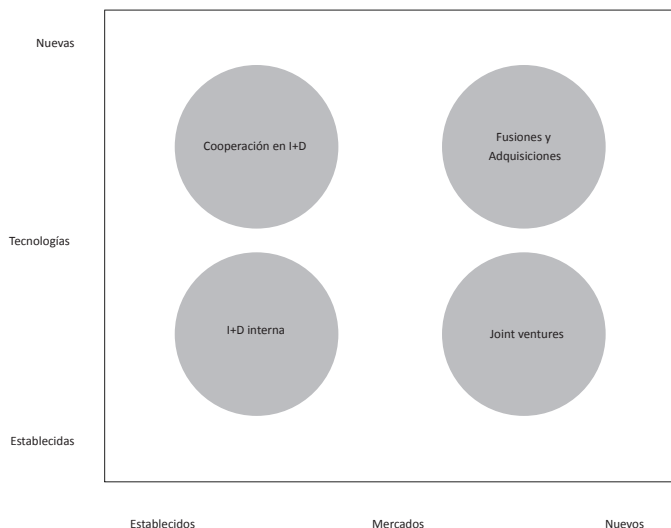 Nuevas
Cooperación en I+D
Fusiones y
Adquisiciones
Tecnologías
I+D interna
Joint ventures
Establecidas
Establecidos
Mercados
Nuevos